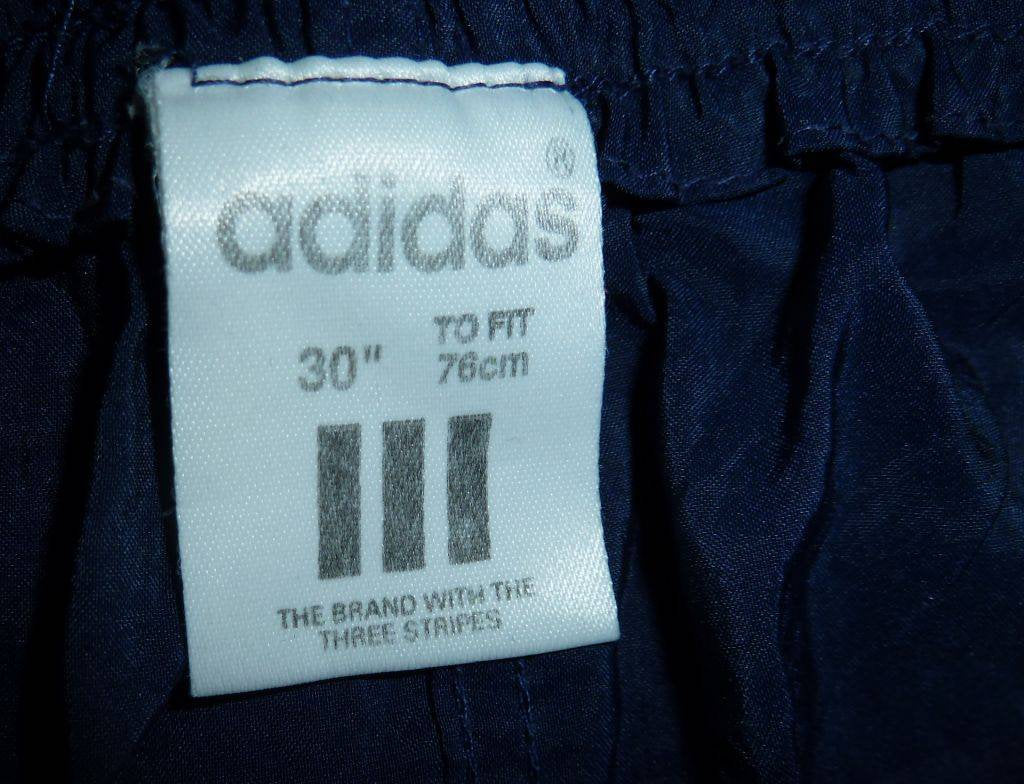 adidas®
30" TO FIT
76cm
THE BRAND WITH THE
THREE STRIPES